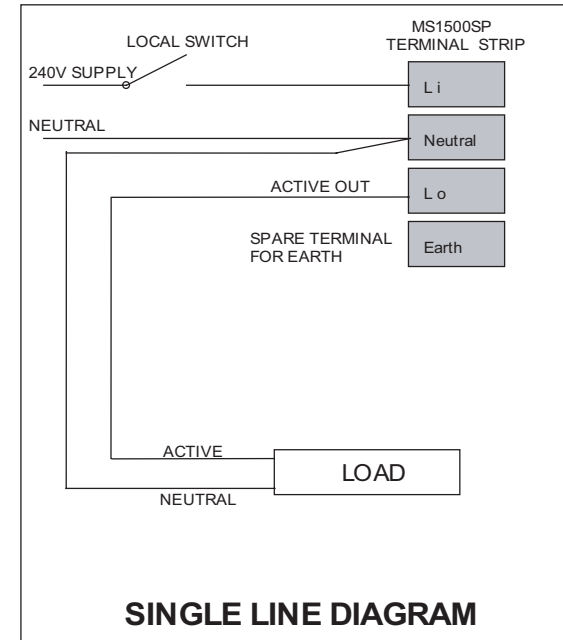 MS1500SP
TERMINAL STRIP
LOCAL SWITCH
240V SUPPLY
L i
NEUTRAL
Neutral
ACTIVE OUT
L o
SPARE TERMINAL
FOR EARTH
Earth
ACTIVE
LOAD
NEUTRAL
SINGLE LINE DIAGRAM